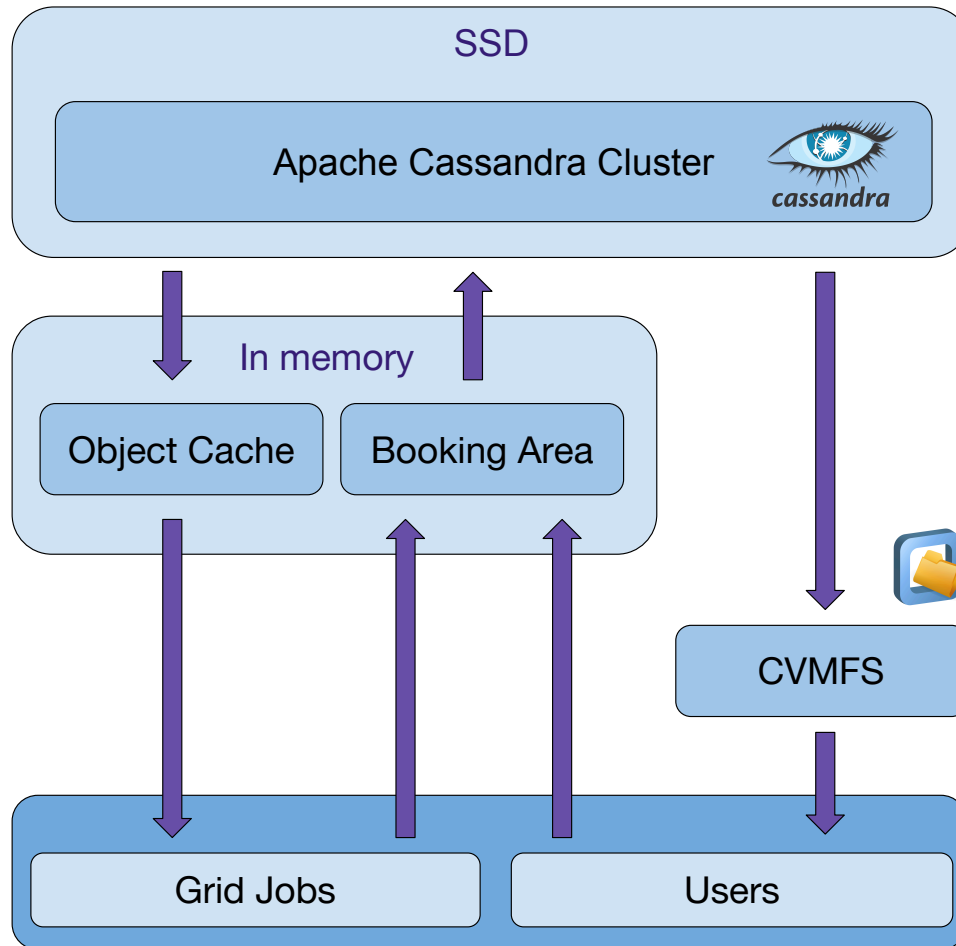 SSD
Apache Cassandra Cluster
cassandra
In memory
Object Cache
Booking Area
CVMFS
Grid Jobs
Users